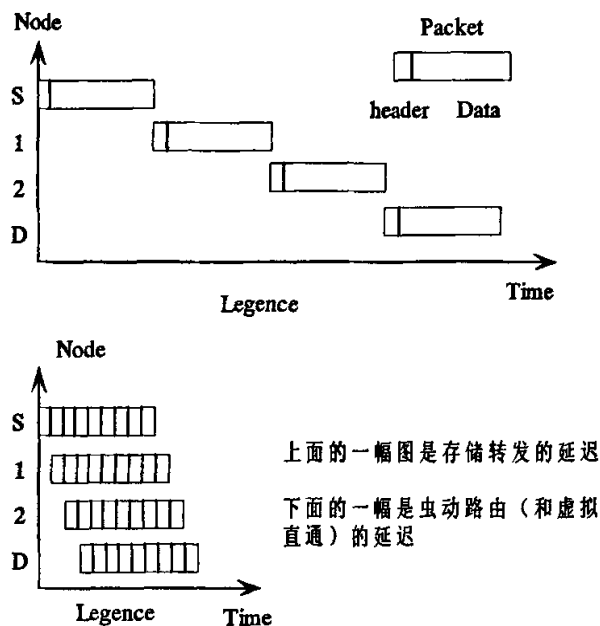 Node
Packet
S
header Data
1
2
D
Time
Legence
Node
S
上面的一幅图是存储转发的延迟
1
下面的一幅是虫动路由（和虚拟
2
直通）的延迟
D
Legence
Time